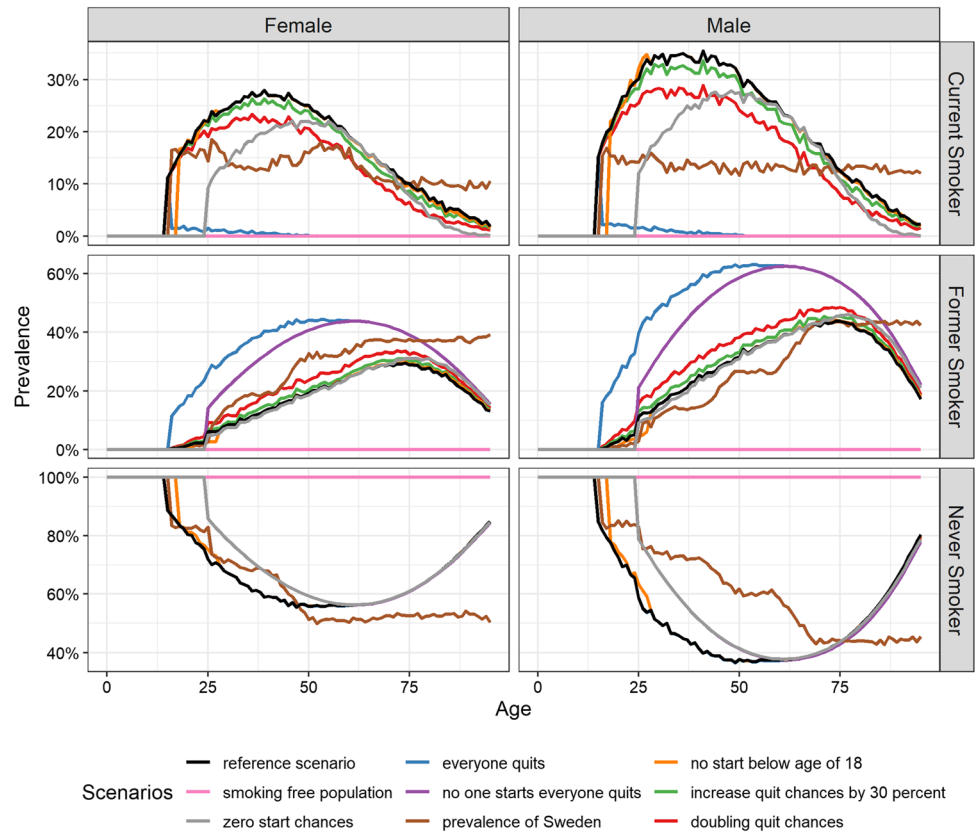 Female Male
30%
20%
10%
0%
Current Smoker
60%
40%
20%
0%
Former Smoker
100%
80%
60%
40%
Never Smoker
Prevalence
0 25 50 75 0 25 50 75
Age
Scenarios
reference scenario everyone quits no start below age of 18
smoking free population no one starts everyone quits increase quit chances by 30 percent
zero start chances prevalence of Sweden doubling quit chances